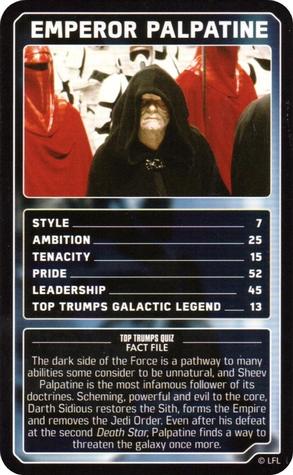 EMPEROR PALPATINE
STYLE 7
AMBITION 25
TENACITY 15
PRIDE 52
LEADERSHIP 45
TOP TRUMPS GALACTIC LEGEND 13
TOP TRUMPS QUIZ
FACT FILE
The dark side of the Force is a pathway to many
abilities some consider to be unnatural, and Sheev
Palpatine is the most infamous follower of its
doctrines. Scheming, powerful and evil to the core,
Darth Sidious restores the Sith, forms the Empire
and removes the Jedi Order. Even after his defeat
at the second Death Star, Palpatine finds a way to
threaten the galaxy once more.
© LFL